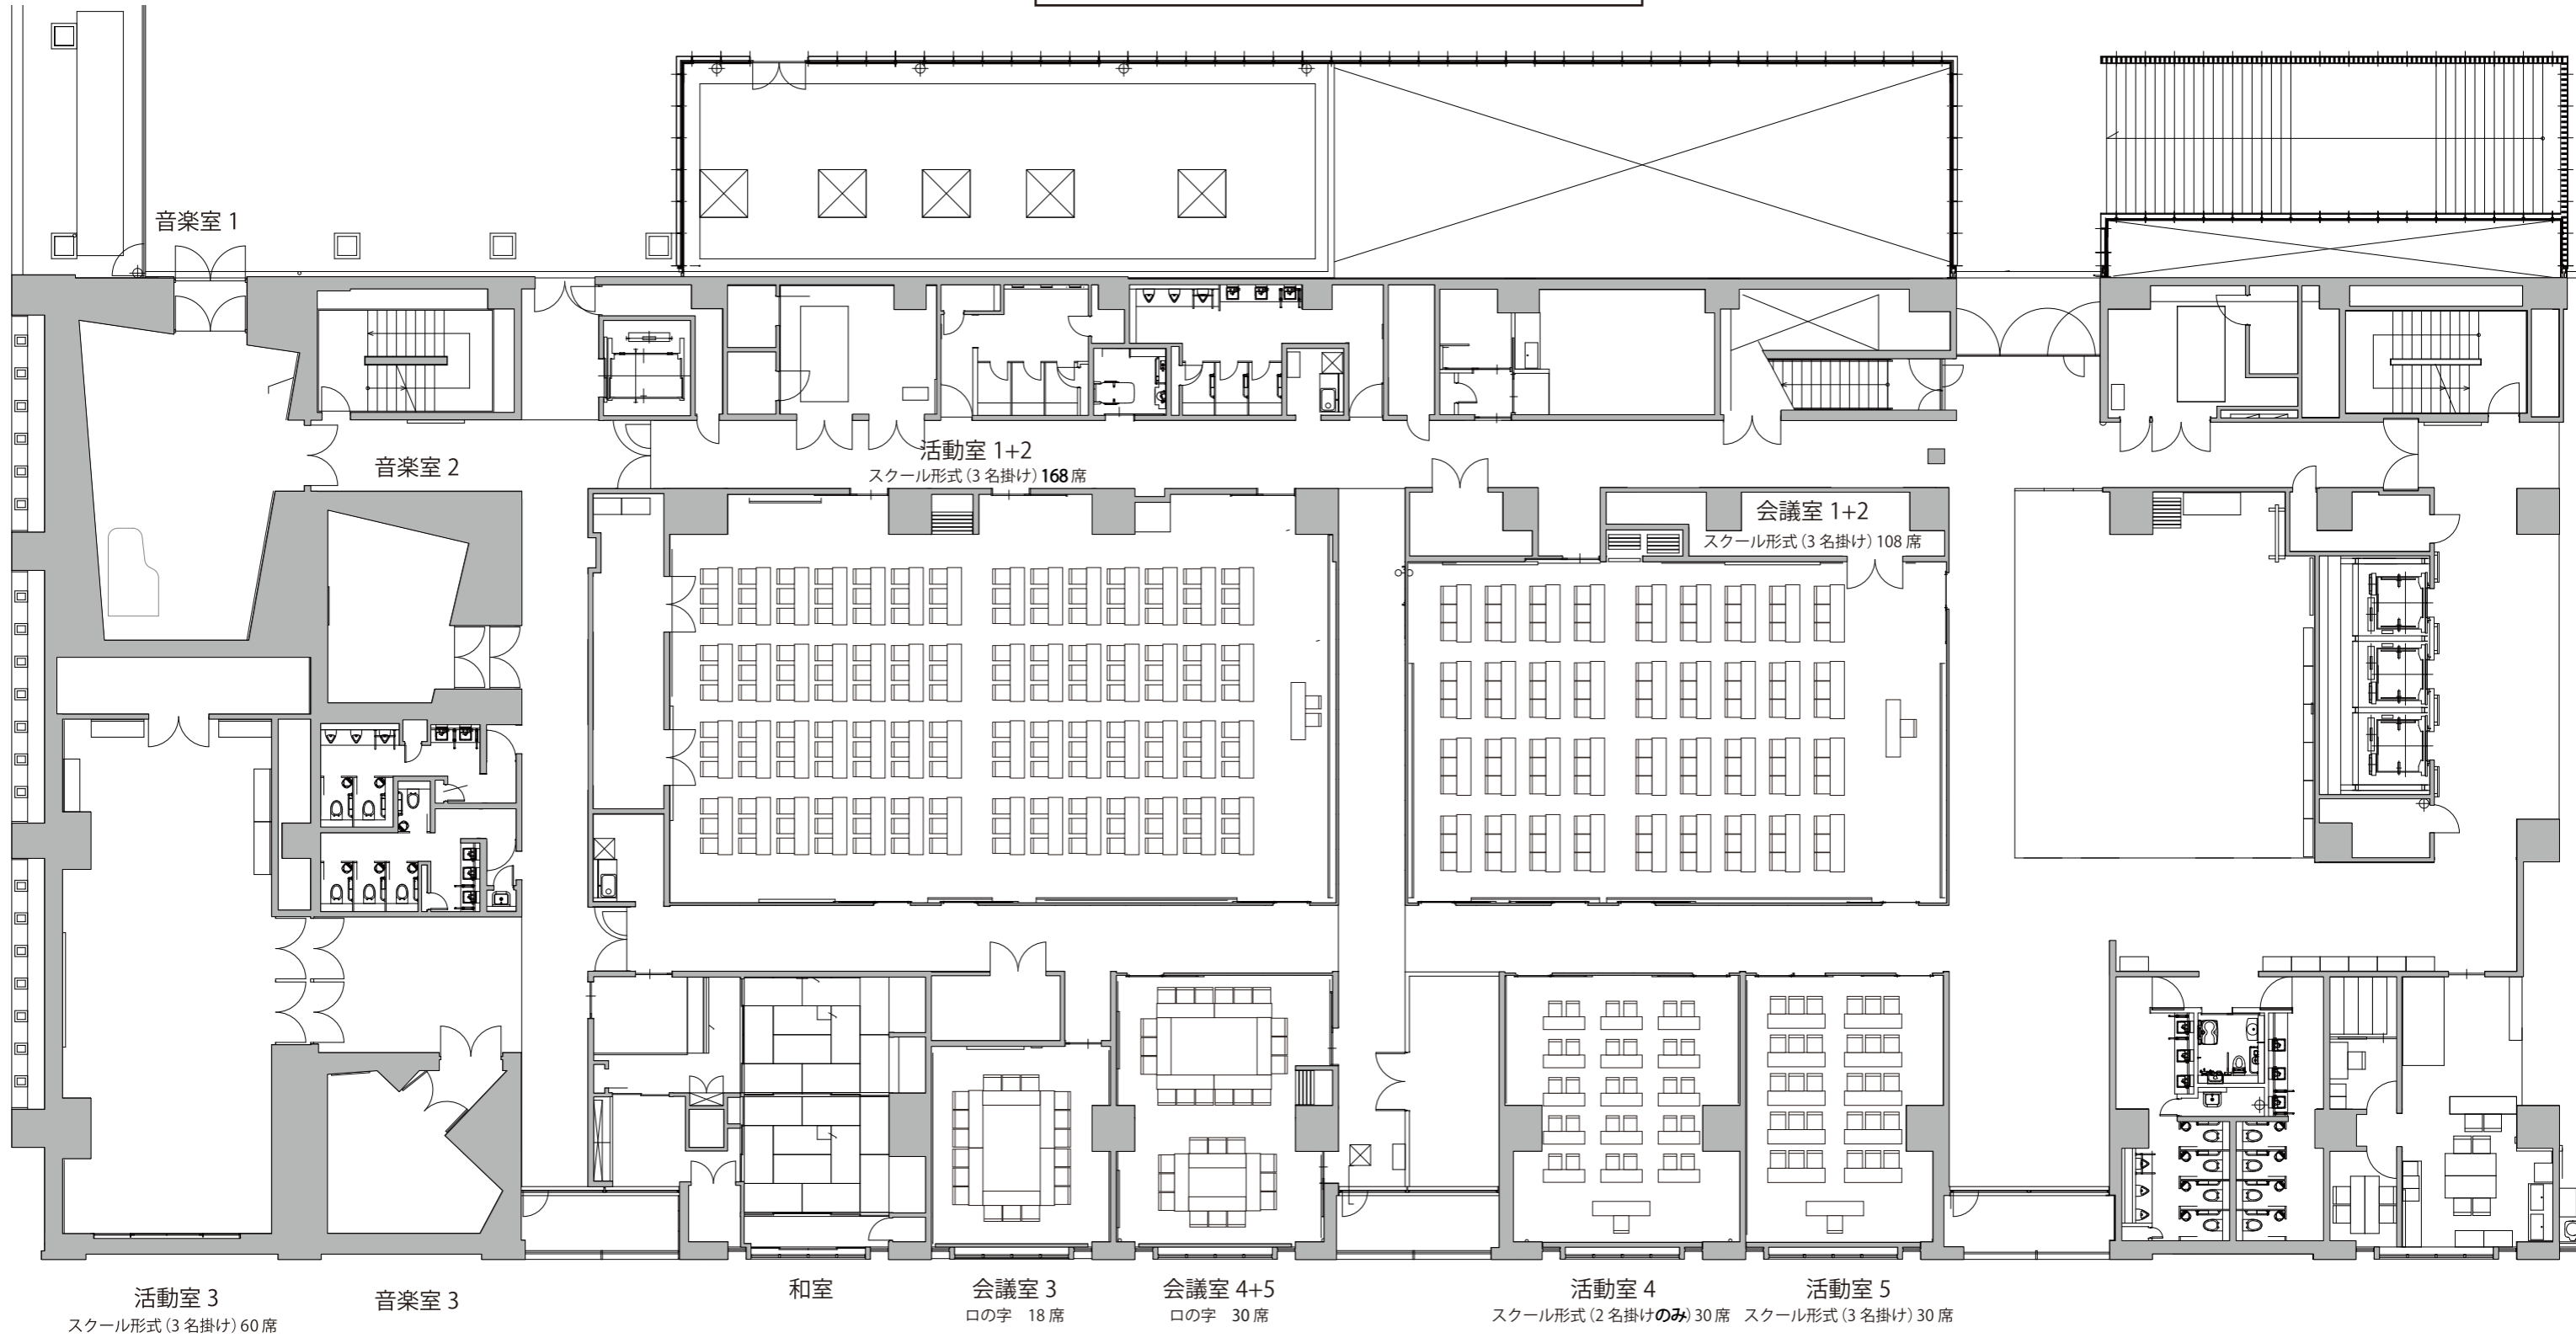 音楽室 1
音楽室 2
活動室 1+2
スクール形式（3 名掛け）168 席
会議室 1+2
スクール形式（3 名掛け）108 席
活動室 3
スクール形式（3 名掛け）60 席
音楽室 3
和室
会議室 3
ロの字　18 席
会議室 4+5
ロの字　30 席
活動室 4
スクール形式（2 名掛けのみ）30 席
活動室 5
スクール形式（3 名掛け）30 席